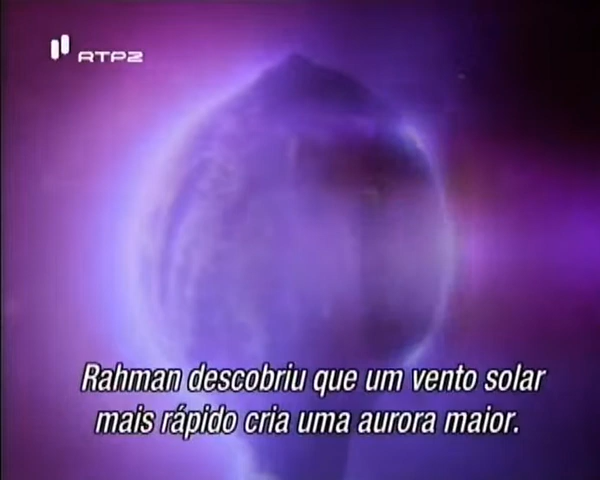 RTP2
Rahman descobriu que um vento solar
mais rápido cria uma aurora maior.